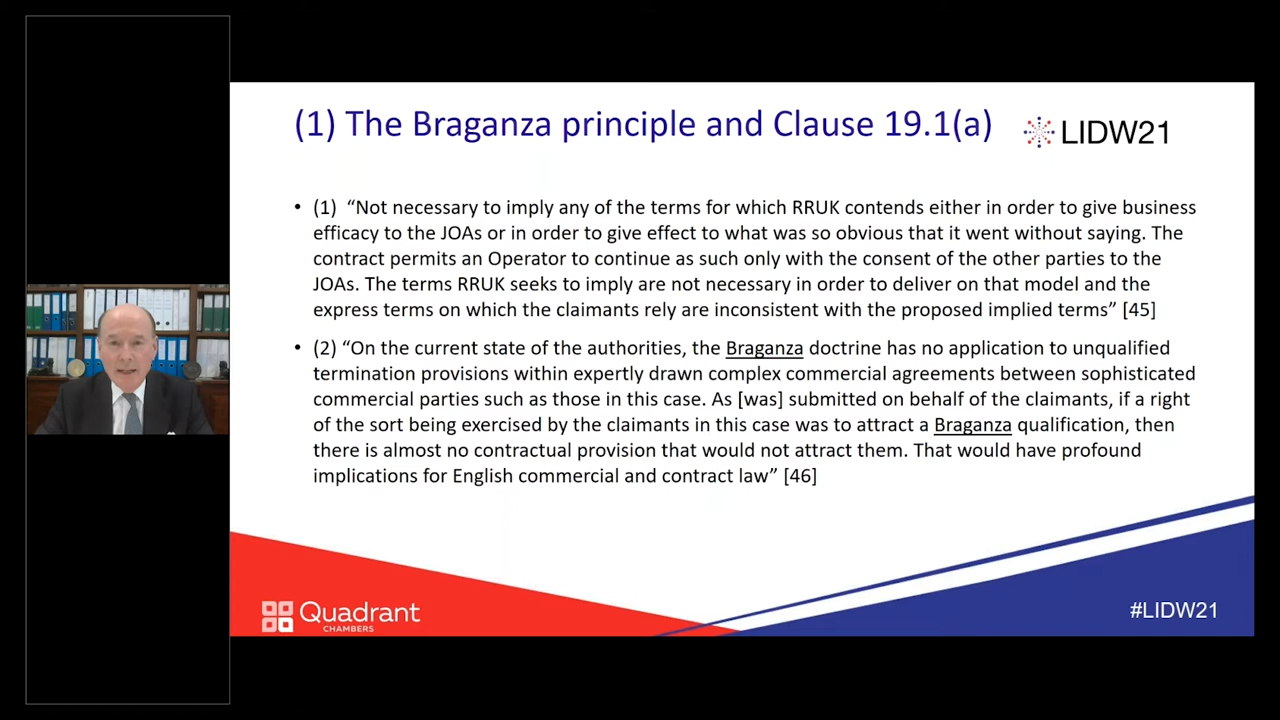 (1) The Braganza principle and Clause 19.1(a)
LIDW21
• (1) “Not necessary to imply any of the terms for which RRUK contends either in order to give business
efficacy to the JOAs or in order to give effect to what was so obvious that it went without saying. The
contract permits an Operator to continue as such only with the consent of the other parties to the
JOAs. The terms RRUK seeks to imply are not necessary in order to deliver on that model and the
express terms on which the claimants rely are inconsistent with the proposed implied terms” [45]
• (2) “On the current state of the authorities, the Braganza doctrine has no application to unqualified
termination provisions within expertly drawn complex commercial agreements between sophisticated
commercial parties such as those in this case. As [was] submitted on behalf of the claimants, if a right
of the sort being exercised by the claimants in this case was to attract a Braganza qualification, then
there is almost no contractual provision that would not attract them. That would have profound
implications for English commercial and contract law” [46]
Quadrant
CHAMBERS
#LIDW21